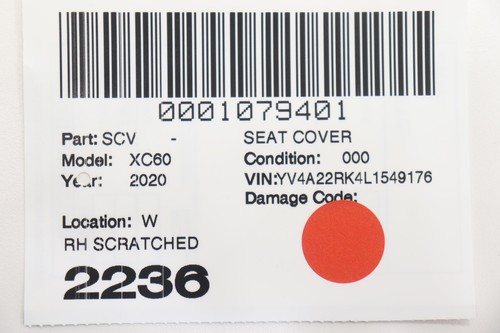 0001079401
Part: SCV - SEAT COVER
Model: XC60 Condition: 000
Year: 2020 VIN:YV4A22RK4L1549176
Damage Code:
Location: W
RH SCRATCHED
2236